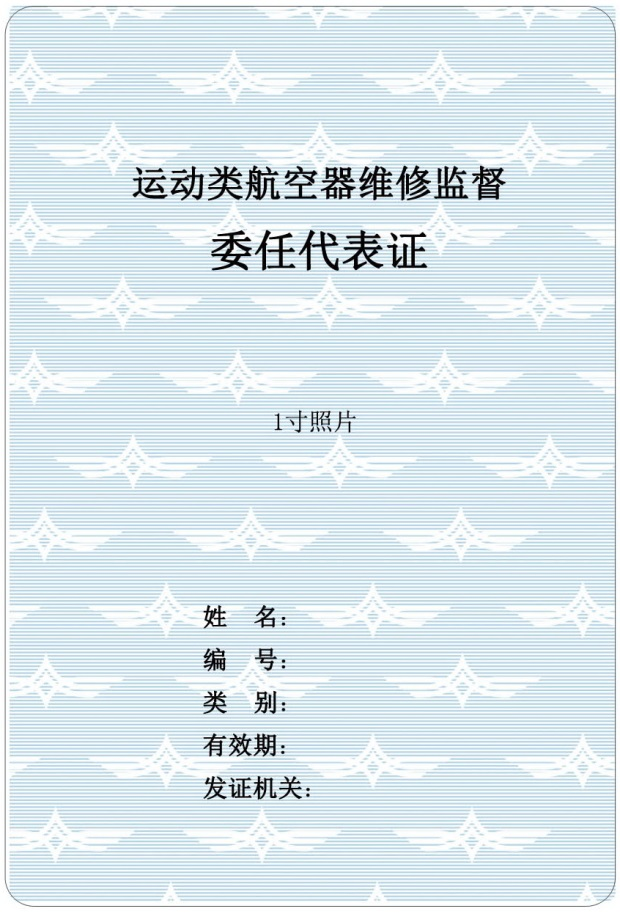 运动类航空器维修监督
委任代表证
1寸照片
姓 名：
编 号：
类 别：
有效期：
发证机关：